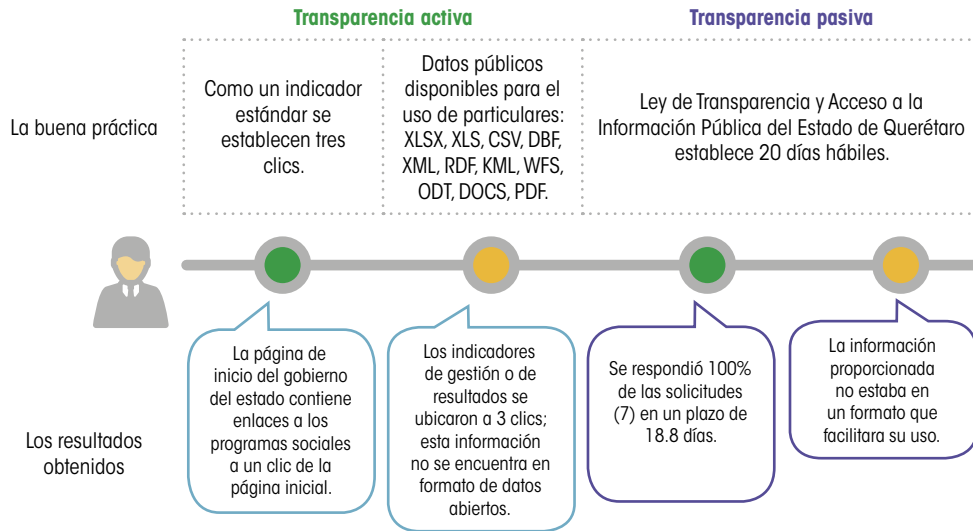 Transparencia activa
Transparencia pasiva
La buena práctica
Como un indicador
estándar se
establecen tres
clics.
Datos públicos
disponibles para el
uso de particulares:
XLSX, XLS, CSV, DBF,
XML, RDF, KML, WFS,
ODT, DOCS, PDF.
Ley de Transparencia y Acceso a la
Información Pública del Estado de Querétaro
establece 20 días hábiles.
Los resultados
obtenidos
La página de
inicio del gobierno
del estado contiene
enlaces a los
programas sociales
a un clic de la
página inicial.
Los indicadores
de gestión o de
resultados se
ubicaron a 3 clics;
esta información
no se encuentra en
formato de datos
abiertos.
Se respondió 100%
de las solicitudes
(7) en un plazo de
18.8 días.
La información
proporcionada
no estaba en
un formato que
facilitara su uso.